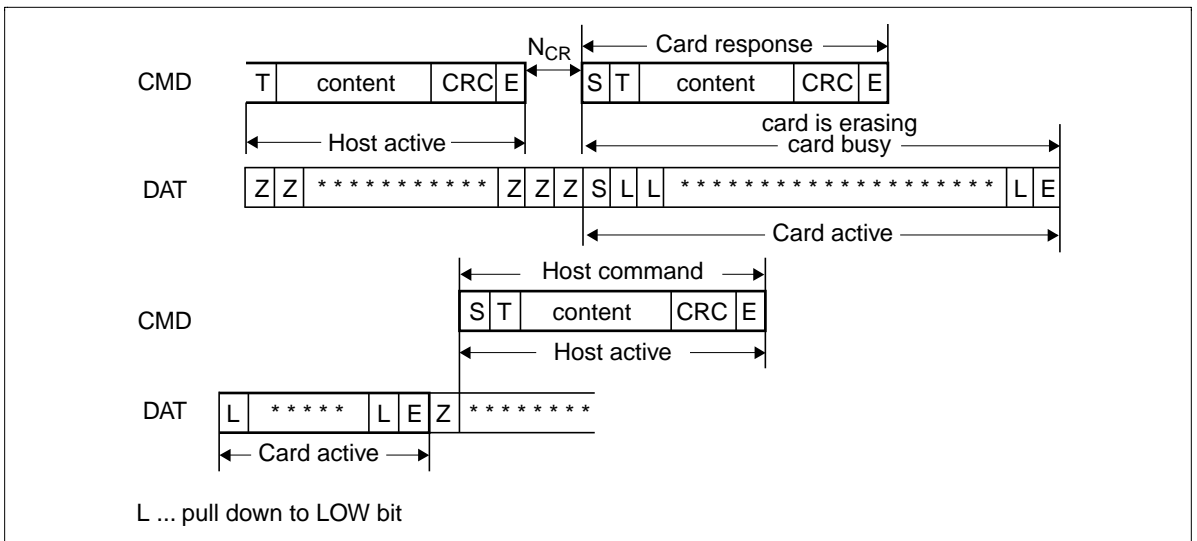 N_CR Card response
CMD T content CRC E S T content CRC E
Host active card is erasing
card busy
DAT Z Z * * * * * * * * * * * Z Z Z S L L * * * * * * * * * * * * * * * * * * * * L E
Card active
Host command
CMD S T content CRC E
Host active
DAT L * * * * * L E Z * * * * * * * *
Card active
L ... pull down to LOW bit